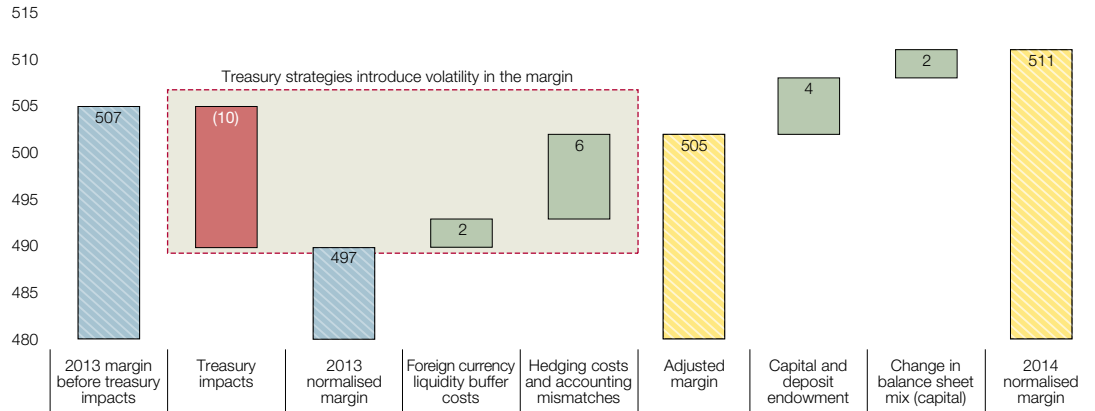 515
510
505
500
495
490
485
480
Treasury strategies introduce volatility in the margin
507
(10)
497
2
6
505
4
2
511
2013 margin
before treasury
impacts
Treasury
impacts
2013
normalised
margin
Foreign currency
liquidity buffer
costs
Hedging costs
and accounting
mismatches
Adjusted
margin
Capital and
deposit
endowment
Change in
balance sheet
mix (capital)
2014
normalised
margin